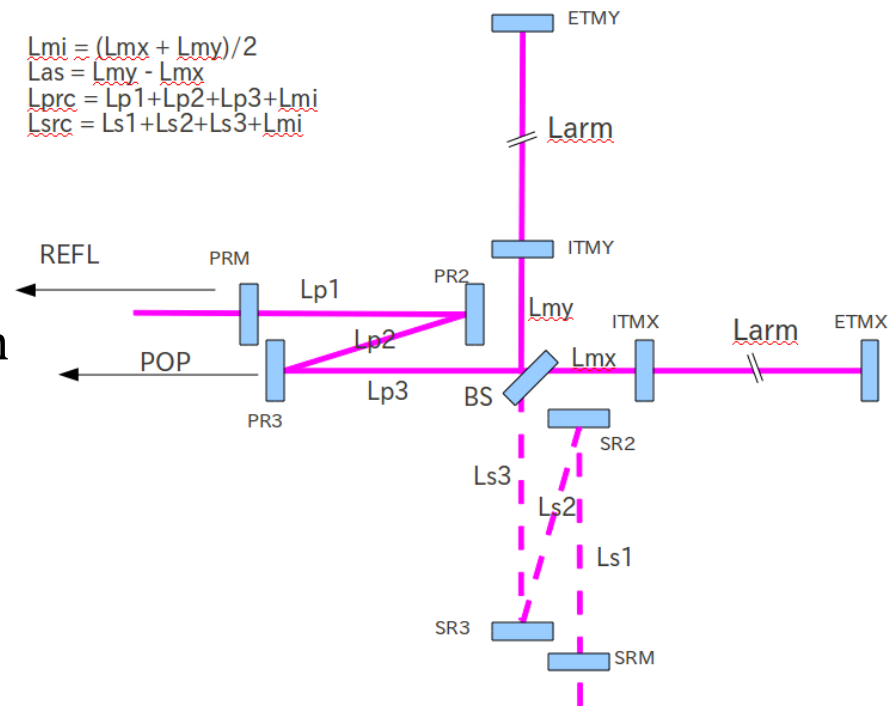 Lmi = (Lmx + Lmy)/2
Las = Lmy - Lmx
Lprc = Lp1+Lp2+Lp3+Lmi
Lsrc = Ls1+Ls2+Ls3+Lmi
ETMY
Larm
ITMY
REFL
PRM
Lp1
PR2
Lmy
ITMX
Larm
ETMX
n
POP
Lp2
Lmx
Lp3
BS
PR3
SR2
Ls3
Ls2
Ls1
SR3
SRM